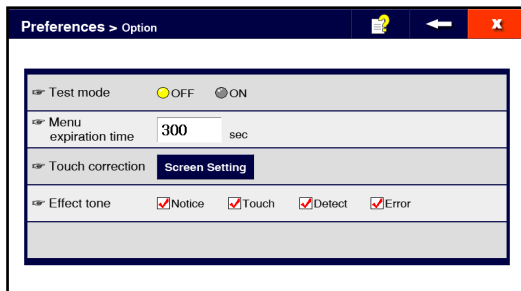 Preferences > Option
X
☞ Test mode OFF ON
☞ Menu
expiration time 300 sec
☞ Touch correction Screen Setting
☞ Effect tone Notice Touch Detect Error